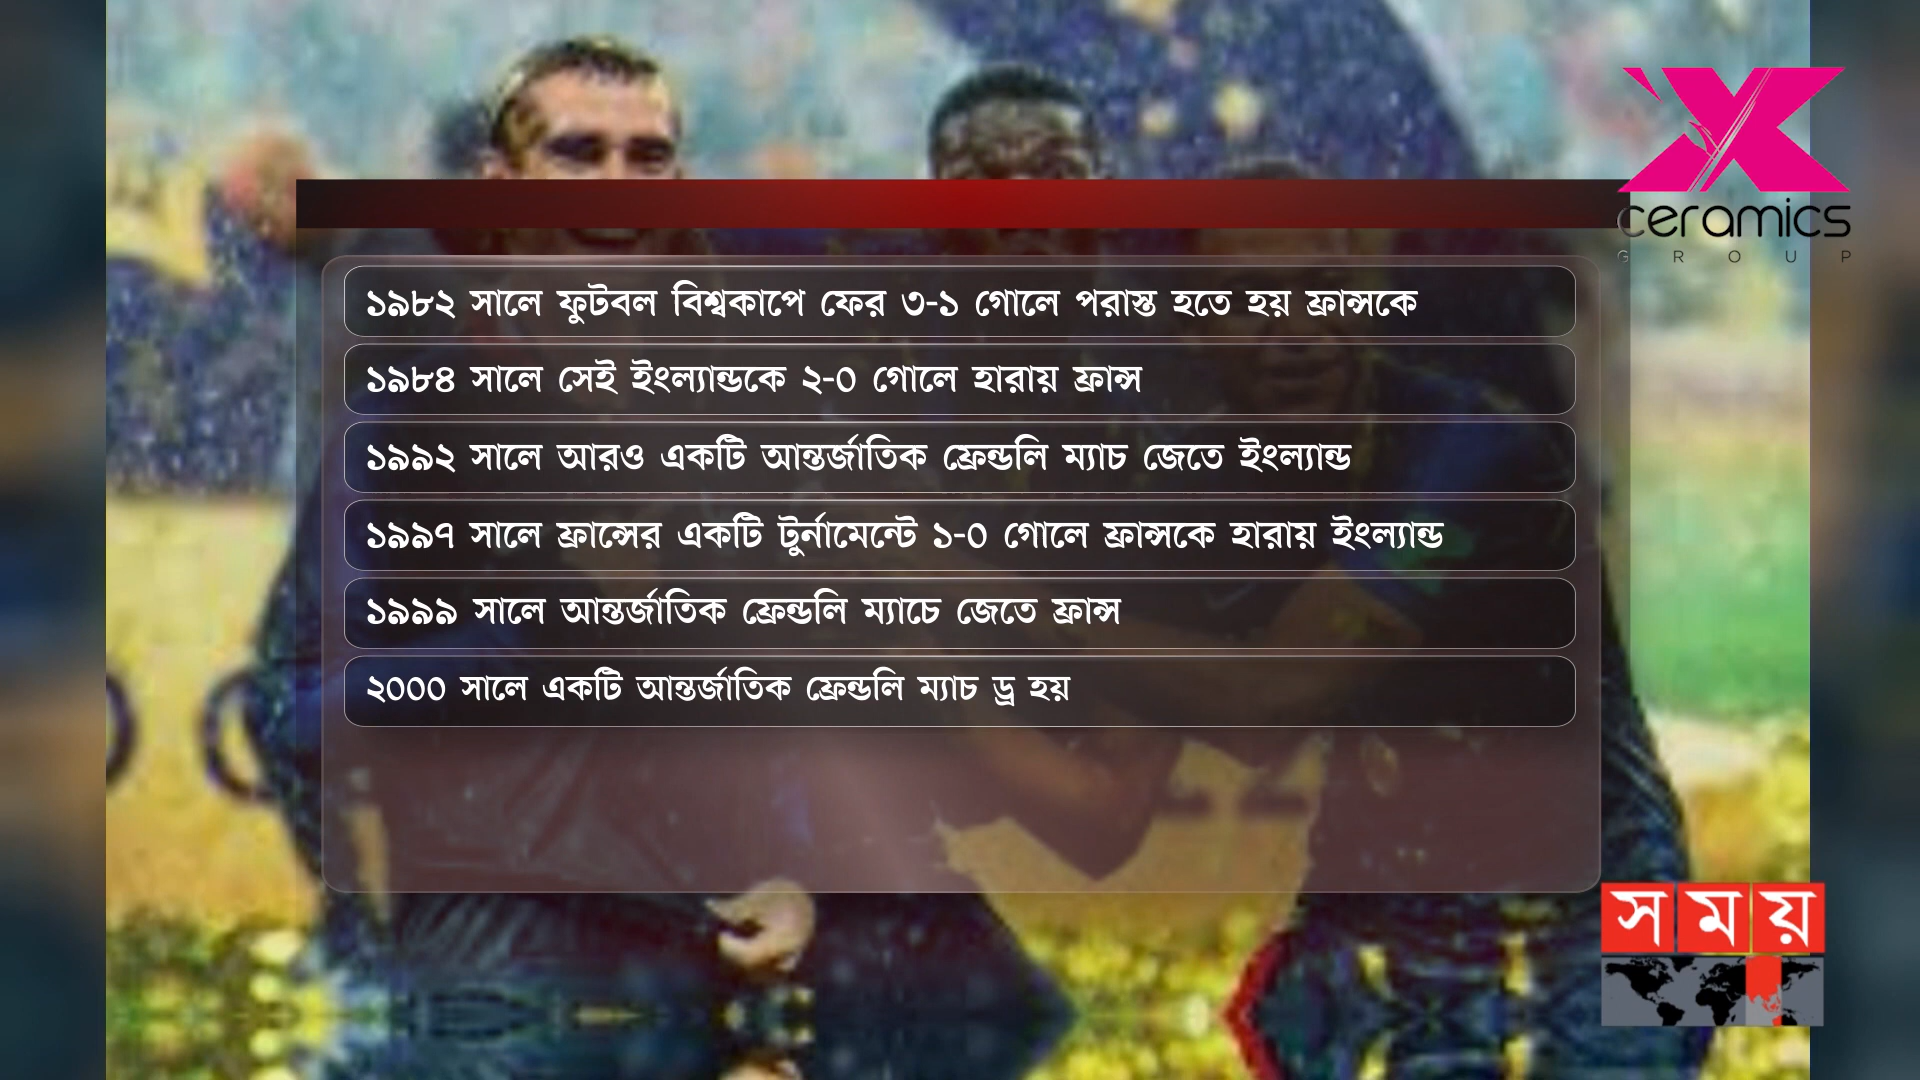 ceramics
GROUP
১৯৮২ সালে ফুটবল বিশ্বকাপে ফের ৩-১ গোলে পরাস্ত হতে হয় ফ্রান্সকে
১৯৮৪ সালে সেই ইংল্যান্ডকে ২-০ গোলে হারায় ফ্রান্স
১৯৯২ সালে আরও একটি আন্তর্জাতিক ফ্রেন্ডলি ম্যাচ জেতে ইংল্যান্ড
১৯৯৭ সালে ফ্রান্সের একটি টুর্নামেন্টে ১-০ গোলে ফ্রান্সকে হারায় ইংল্যান্ড
১৯৯৯ সালে আন্তর্জাতিক ফ্রেন্ডলি ম্যাচে জেতে ফ্রান্স
২০০০ সালে একটি আন্তর্জাতিক ফ্রেন্ডলি ম্যাচ ড্র হয়
সময়